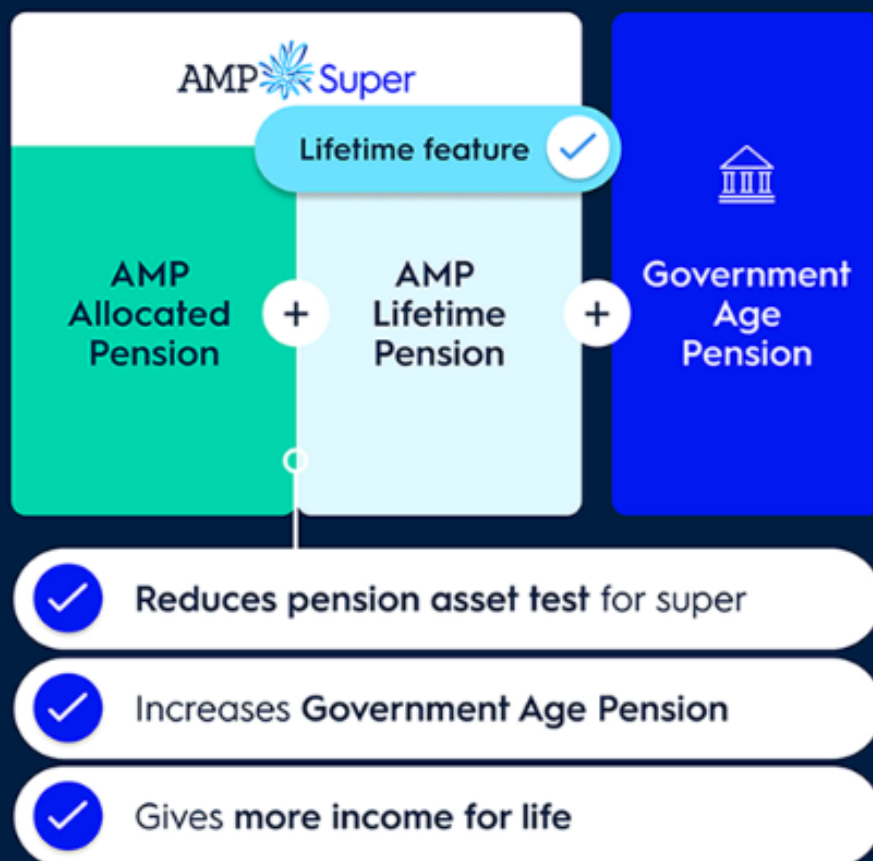 AMP Super
Lifetime feature
AMP
Allocated
Pension
+
AMP
Lifetime
Pension
+
Government
Age
Pension
Reduces pension asset test for super
Increases Government Age Pension
Gives more income for life